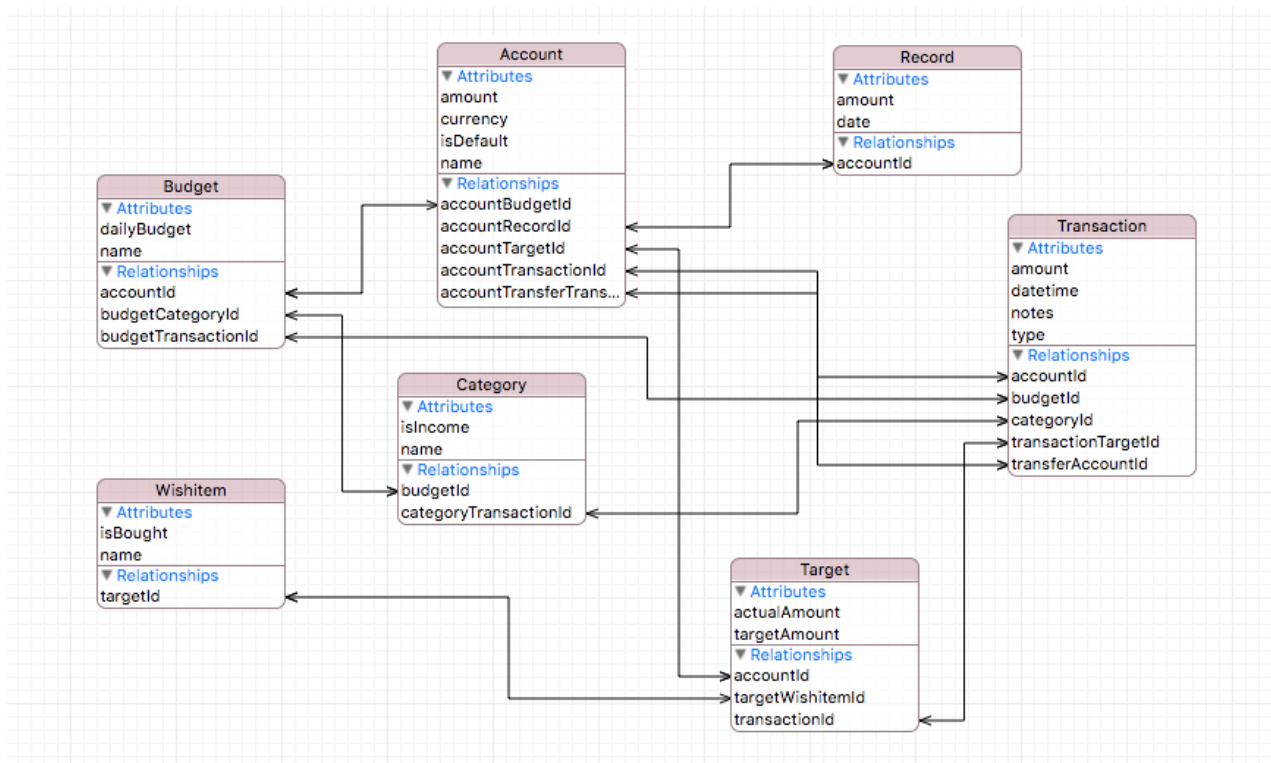 Account
Attributes
amount
currency
isDefault
name
Relationships
accountBudgetId
accountRecordId
accountTargetId
accountTransactionId
accountTransferTrans...
Record
Attributes
amount
date
Relationships
accountId
Budget
Attributes
dailyBudget
name
Relationships
accountId
budgetCategoryId
budgetTransactionId
Transaction
Attributes
amount
datetime
notes
type
Relationships
accountId
budgetId
categoryId
transactionTargetId
transferAccountId
Category
Attributes
isIncome
name
Relationships
budgetId
categoryTransactionId
Wishitem
Attributes
isBought
name
Relationships
targetId
Target
Attributes
actualAmount
targetAmount
Relationships
accountId
targetWishitemId
transactionId